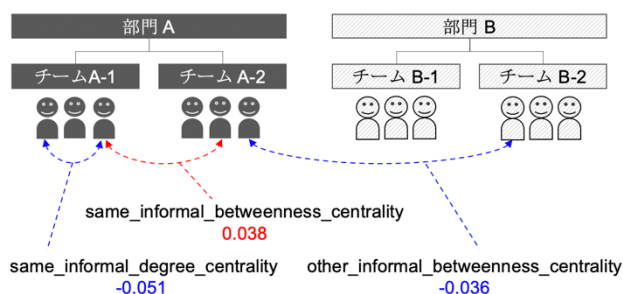 部門 A
部門 B
チームA-1
チーム A-2
チーム B-1
チーム B-2
same_informal_betweenness_centrality
0.038
same_informal_degree_centrality
-0.051
other_informal_betweenness_centrality
-0.036